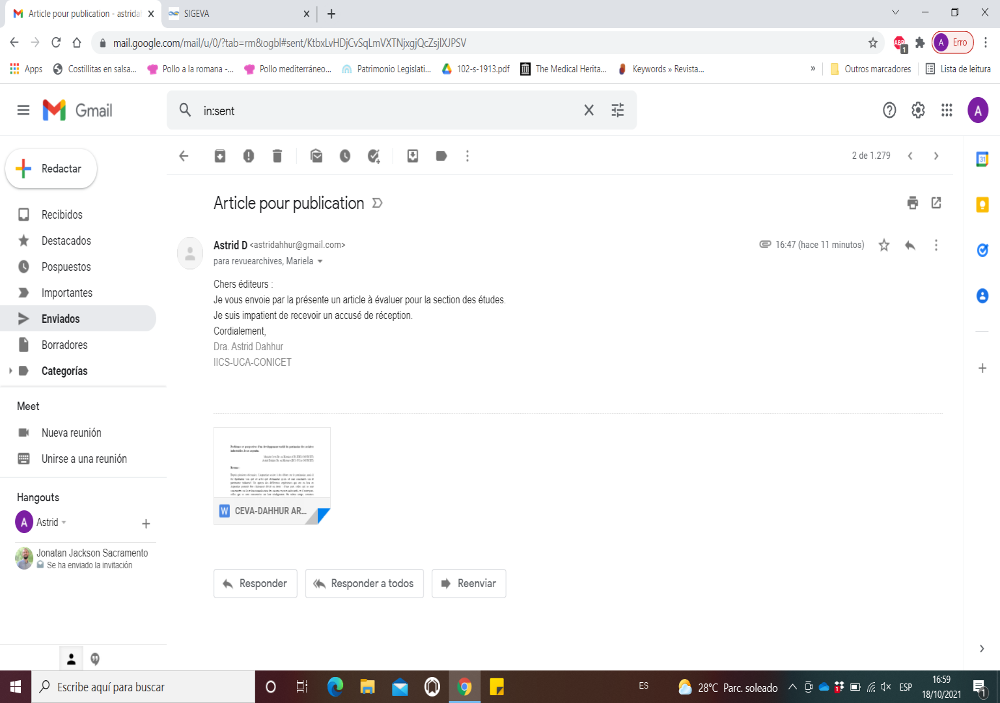 Article pour publication - astridal
SIGEVA
mail.google.com/mail/u/0/?tab=rm&ogbl#sent/KtbxLvHDjCvSqLmVXTNjxgjQcZsjlXJPSV
ABP
1
A
Erro
Apps
Costillitas en salsa...
Pollo a la romana -...
Pollo mediterráneo...
Patrimonio Legislati...
102-s-1913.pdf
The Medical Herita...
Keywords » Revista...
»
Outros marcadores
Lista de leitura
Gmail
in:sent
A
Redactar
2 de 1.279
31
Recibidos
Destacados
Pospuestos
Importantes
Enviados
Borradores
Categorías
Article pour publication
Astrid D <astridahhur@gmail.com>
16:47 (hace 11 minutos)
para revuearchives, Mariela
Chers éditeurs :
Je vous envoie par la présente un article à évaluer pour la section des études.
Je suis impatient de recevoir un accusé de réception.
Cordialement,
Dra. Astrid Dahhur
IICS-UCA-CONICET
Meet
Nueva reunión
Unirse a una reunión
Hangouts
A
Astrid
Jonatan Jackson Sacramento
Se ha enviado la invitación
W
CEVA-DAHHUR AR...
Responder
Responder a todos
Reenviar
Escribe aquí para buscar
ES
28°C Parc. soleado
1
ESP
16:59
18/10/2021
1